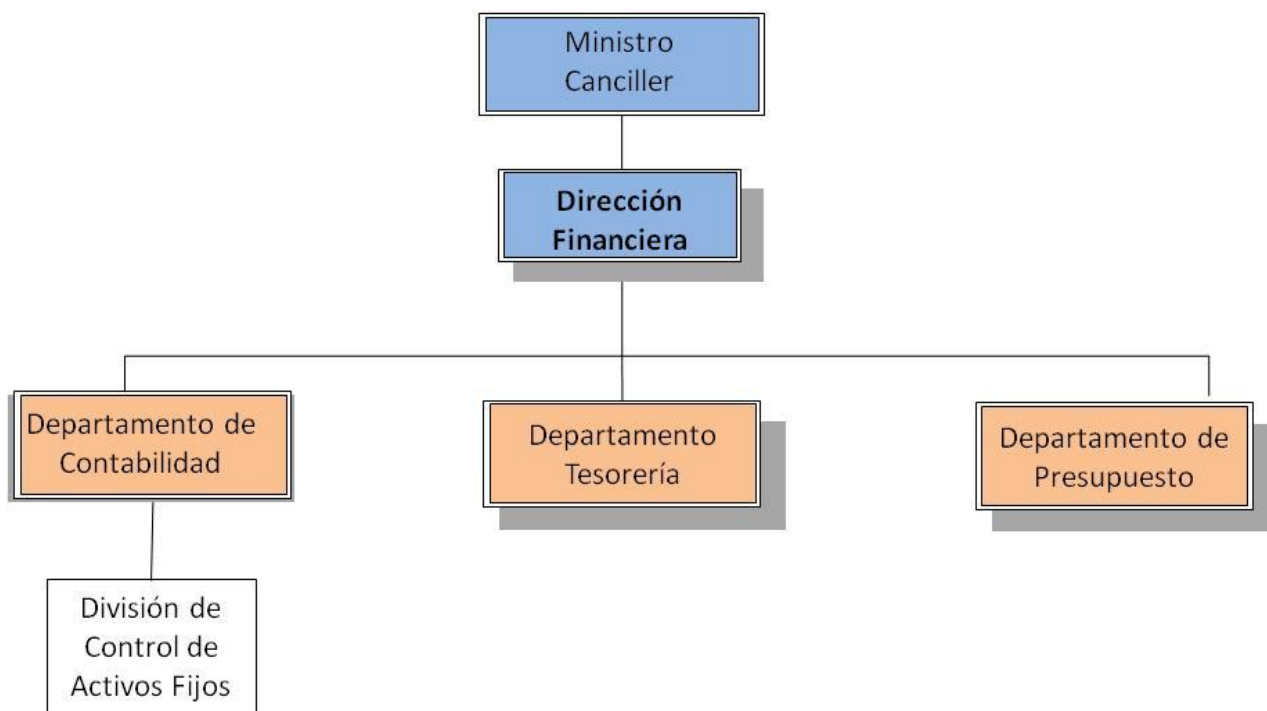 Ministro
Canciller
Dirección
Financiera
Departamento de
Contabilidad
Departamento
Tesorería
Departamento de
Presupuesto
División de
Control de
Activos Fijos